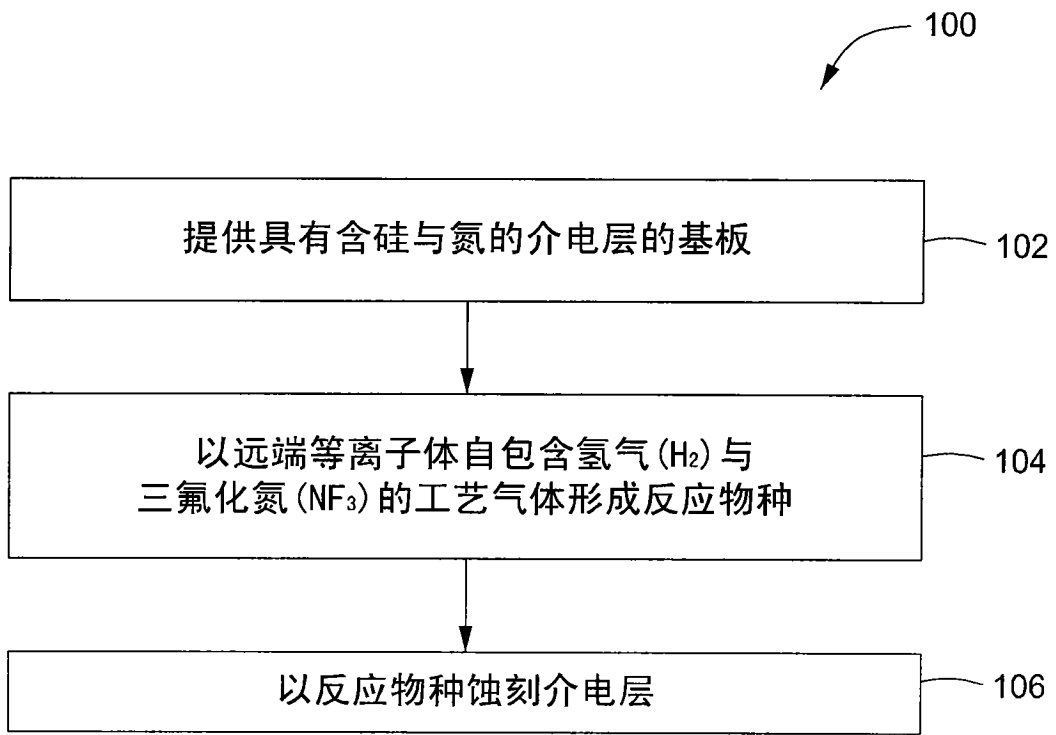 100
提供具有含硅与氮的介电层的基板
102
以远端等离子体自包含氢气(H₂)与
三氟化氮(NF₃)的工艺气体形成反应物种
104
以反应物种蚀刻介电层
106